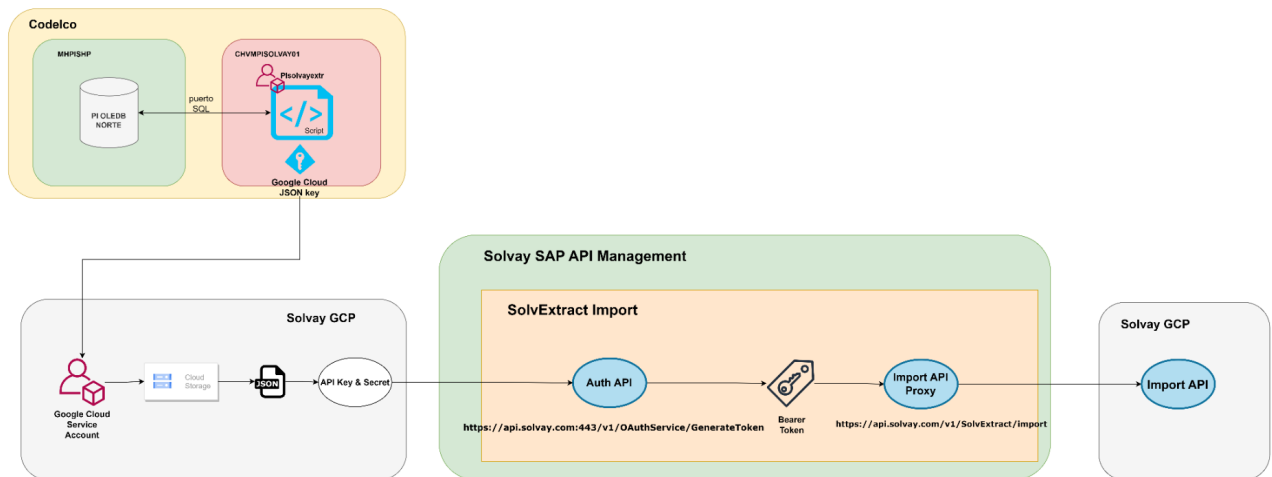 Codelco
MHPISHP
CHVMPISOLVAY01
PIsolvayextr
PI OLEDB
NORTE
puerto
SQL
</>
Script
Google Cloud
JSON key
Solvay SAP API Management
SolvExtract Import
Solvay GCP
Google Cloud
Service
Account
Cloud
Storage
JSON
API Key & Secret
Auth API
https://api.solvay.com:443/v1/OAuthService/GenerateToken
Bearer
Token
Import API
Proxy
https://api.solvay.com/v1/SolvExtract/import
Solvay GCP
Import API